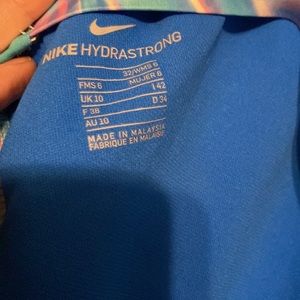 NIKE HYDRASTRONG
32/WMS 6
FMS 6 MUJER 6
UK 10 I 42
F 38 D 34
AU 10
MADE IN MALAYSIA
FABRIQUE EN MALAISIE